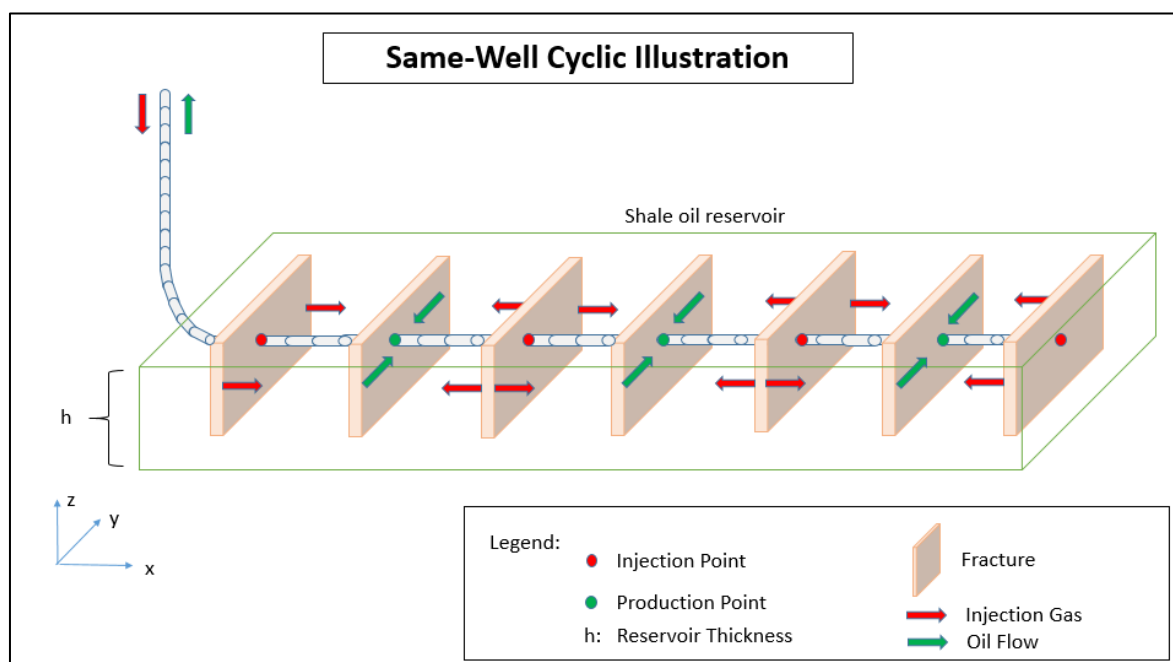 Same-Well Cyclic Illustration
Shale oil reservoir
h
z
y
x
Legend:
Injection Point
Production Point
h: Reservoir Thickness
Fracture
Injection Gas
Oil Flow